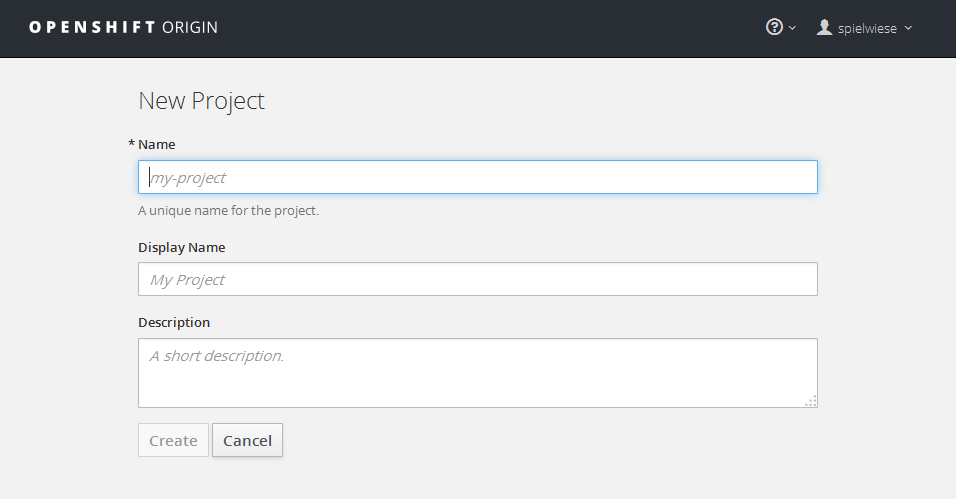 OPENSHIFT ORIGIN
spielwiese
New Project
* Name
my-project
A unique name for the project.
Display Name
My Project
Description
A short description.
Create Cancel